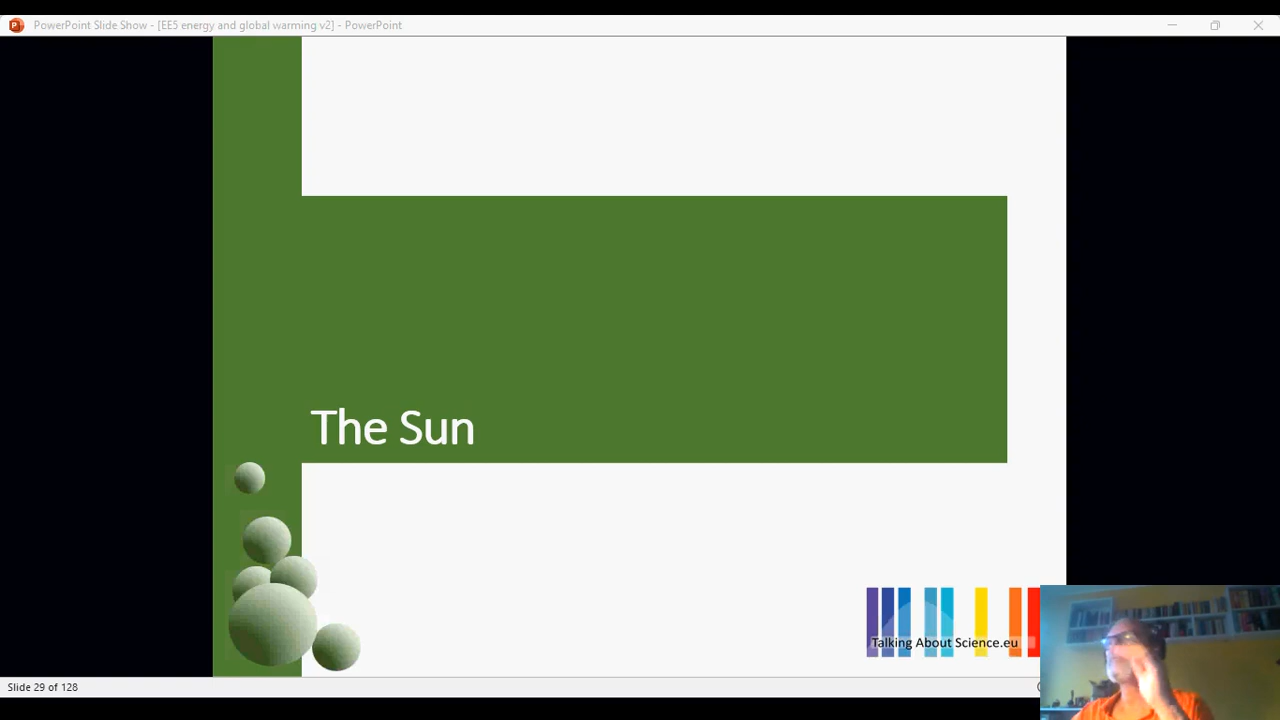 PowerPoint Slide Show - [EE5 energy and global warming v2] - PowerPoint
The Sun
Talking About Science.eu
Slide 29 of 128